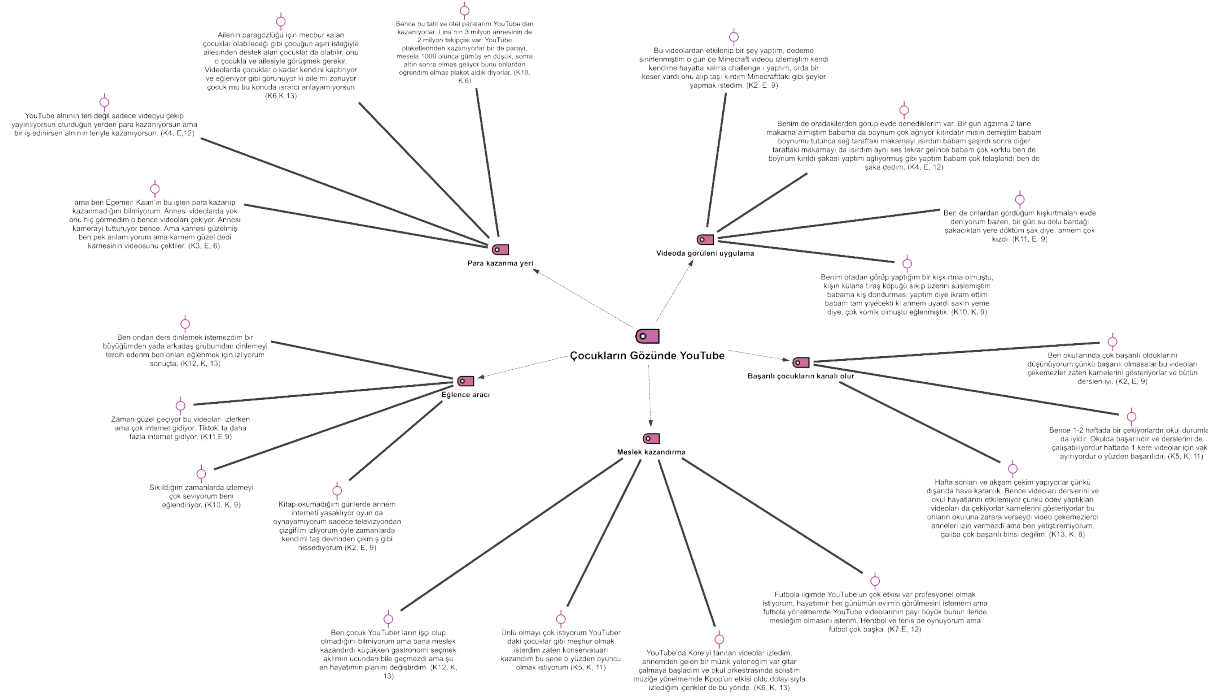 Ailenin paragözlüğü için mecbur kalan
çocuklar olabileceği gibi çocuğun aşırı isteğiyle
ailesinden destek alan çocuklar da olabilir, onu
o çocukla ve ailesiyle görüşmek gerekir.
Videolarda çocuklar o kadar kendini kaptırıyor
ve eğleniyor gibi görünüyor ki aile mi zorluyor
çocuk mu bu konuda ısrarcı anlayamıyorsun
(K6,K,13)
Bence bu tatil ve otel paralarını YouTube'dan
kazanıyorlar, Lina'nın 3 milyon annesinin de
2 milyon takipçisi var. YouTube
plaketlerinden kazanıyorlar bir de parayı,
mesela 1000 olunca gümüş en düşük, sonra
altın sonra elmas geliyor bunu onlardan
öğrendim elmas plaket aldık diyorlar. (K10,
K,6)
YouTube alnının teri değil sadece videoyu çekip
yayınlıyorsun oturduğun yerden para kazanıyorsun ama
bir iş edinirsen alnının teriyle kazanıyorsun. (K4, E,12)
ama ben Egemen Kaan'ın bu işten para kazanıp
kazanmadığını bilmiyorum. Annesi videolarda yok
onu hiç görmedim o bence videoları çekiyor. Annesi
kamerayı tutturuyor bence. Ama karnesi güzelmiş
ben pek anlamıyorum ama karnem güzel dedi
karnesinin videosunu çektiler. (K3, E, 6)
Para kazanma yeri
Bu videolardan etkilenip bir şey yaptım, dedeme
sinirlenmiştim o gün de Minecraft videou izlemiştim kendi
kendime hayatta kalma challenge ı yaptım, orda bir
keser vardı onu alıp taşı kırdım Minecrafttaki gibi şeyler
yapmak istedim. (K2, E, 9)
Benim de oradakilerden görüp evde denediklerim var. Bir gün ağzıma 2 tane
makarna almıştım babama da boynum çok ağrıyor kıtırdatır mısın demiştim babam
boynumu tutunca sağ taraftaki makarnayı ısırdım babam şaşırdı sonra diğer
taraftaki makarnayı da ısırdım aynı ses tekrar gelince babam çok korktu ben de
boynum kırıldı şakası yaptım ağlıyormuş gibi yaptım babam çok telaşlandı ben de
şaka dedim. (K4, E, 12)
Ben de onlardan gördüğüm kışkırtmaları evde
deniyorum bazen, bir gün su dolu bardağı
şakacıktan yere döktüm şak diye, annem çok
kızdı. (K11, E, 9)
Benim oradan görüp yaptığım bir kışkırtma olmuştu,
kışın külaha tıraş köpüğü sıkıp üzerini süslemiştim
babama kış dondurması yaptım diye ikram ettim
babam tam yiyecekti ki annem uyardı sakın yeme
diye, çok komik olmuştu eğlenmiştik. (K10, K, 9)
Videoda görüleni uygulama
Çocukların Gözünde YouTube
Ben ondan ders dinlemek istemezdim bir
büyüğümden yada arkadaş grubumdan dinlemeyi
tercih ederim ben onları eğlenmek için izliyorum
sonuçta. (K12, K, 13)
Eğlence aracı
Zaman güzel geçiyor bu videoları izlerken
ama çok internet gidiyor. Tiktok' ta daha
fazla internet gidiyor. (K11,E,9)
Sıkıldığım zamanlarda izlemeyi
çok seviyorum beni
eğlendiriyor. (K10, K, 9)
Kitap okumadığım günlerde annem
interneti yasaklıyor oyun da
oynayamıyorum sadece televizyondan
çizgifilm izliyorum öyle zamanlarda
kendimi taş devrinden çıkmış gibi
hissediyorum (K2, E, 9)
Başarılı çocukların kanalı olur
Ben okullarında çok başarılı olduklarını
düşünüyorum çünkü başarılı olmasalar bu videoları
çekemezler zaten karnelerini gösteriyorlar ve bütün
dersleri iyi. (K2, E, 9)
Bence 1-2 haftada bir çekiyorlardır okul durumla
da iyidir. Okulda başarılıdır ve derslerini de
çalışabiliyordur haftada 1 kere videolar için vak
ayırıyordur o yüzden başarılıdır. (K5, K, 11)
Hafta sonları ve akşam çekim yapıyorlar çünkü
dışarıda hava karanlık. Bence videoları derslerini ve
okul hayatlarını etkilemiyor çünkü ödev yaptıkları
videoları da çekiyorlar karnelerini gösteriyorlar bu
onların okuluna zarara verseydi video çekemezlerdi
anneleri izin vermezdi ama ben yetiştiremiyorum,
galiba çok başarılı birisi değilim. (K13, K, 8)
Meslek kazandırma
Ben çocuk YouTuber'ların işçi olup
olmadığını bilmiyorum ama bana meslek
kazandırdı küçükken gastronomi seçmek
aklımın ucundan bile geçmezdi ama şu
an hayatımın planını değiştirdim. (K12, K,
13)
Ünlü olmayı çok istiyorum YouTuber
daki çocuklar gibi meşhur olmak
isterdim zaten konservatuarı
kazandım bu sene o yüzden oyuncu
olmak istiyorum (K5, K, 11)
YouTube'da Kore'yi tanıtan videolar izledim,
annemden gelen bir müzik yeteneğim var gitar
çalmaya başladım ve okul orkestrasında solistim
müziğe yönelmemde Kpop'un etkisi oldu dolayısıyla
izlediğim içerikler de bu yönde. (K6, K, 13)
Futbola ilgimde YouTube'un çok etkisi var profesyonel olmak
istiyorum, hayatımın her günümün evimin görülmesini istemem ama
futbola yönelmemde YouTube videolarının payı büyük bunun ileride
mesleğim olmasını isterim. Hentbol ve tenis de oynuyorum ama
futbol çok başka. (K7,E, 12)